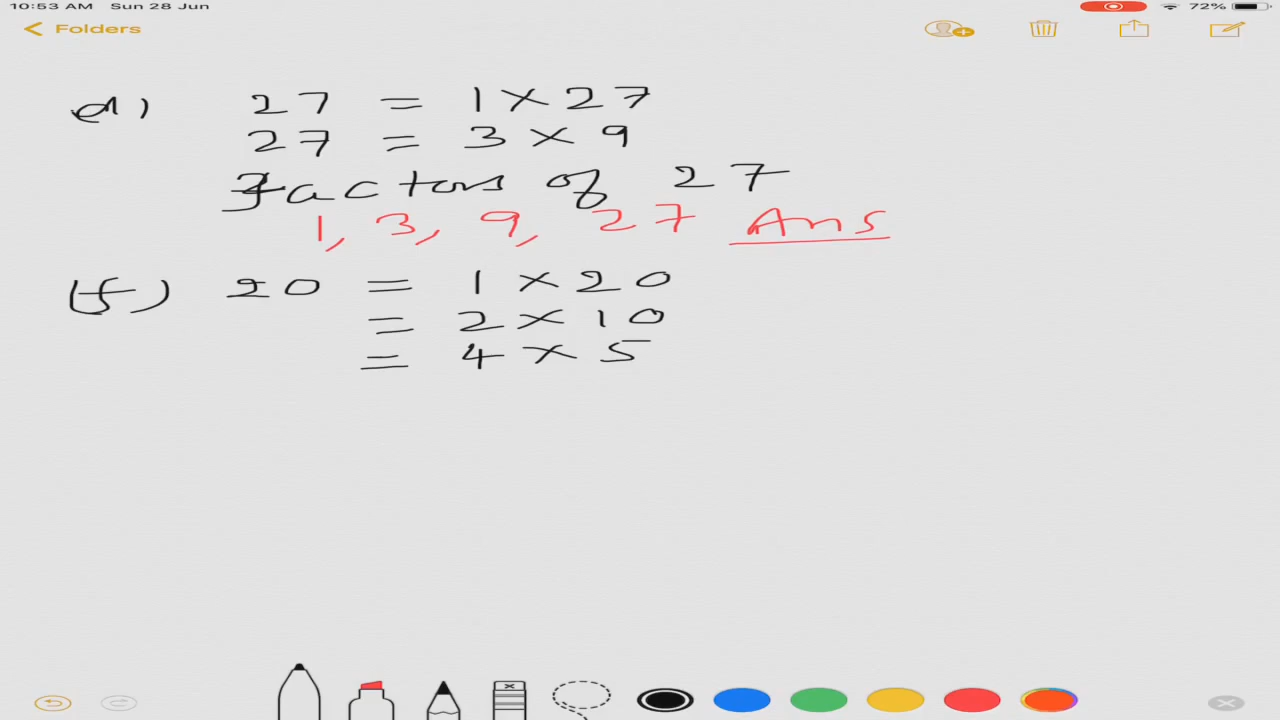 10:53 AM Sun 28 Jun
72%
Folders
27 = 1 × 27
27 = 3 × 9
Factors of 27
1, 3, 9, 27 Ans
(f) 20 = 1 × 20
= 2 × 10
= 4 × 5